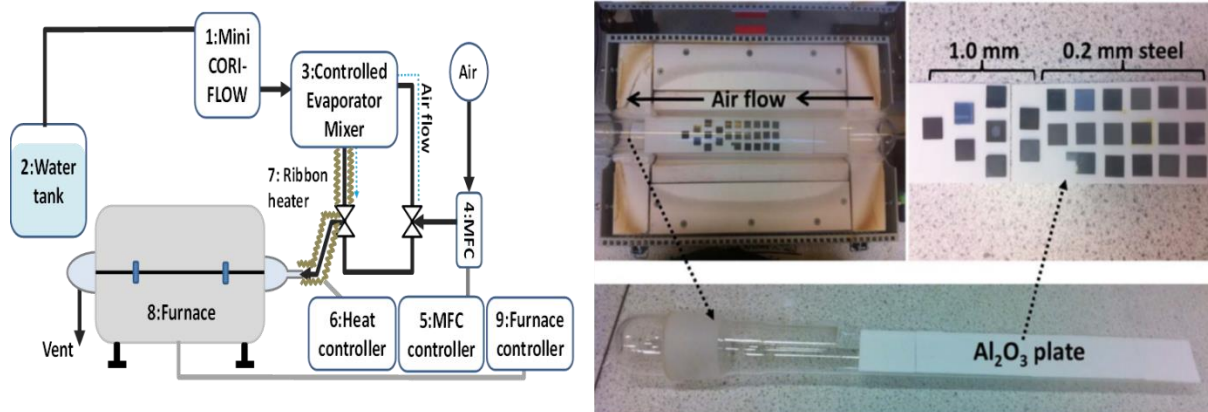 1:Mini
CORI-
FLOW
2:Water
tank
3:Controlled
Evaporator
Mixer
Air flow
Air
4:MFC
7: Ribbon
heater
8:Furnace
Vent
6:Heat
controller
5:MFC
controller
9:Furnace
controller
Air flow
1.0 mm
0.2 mm steel
Al₂O₃ plate